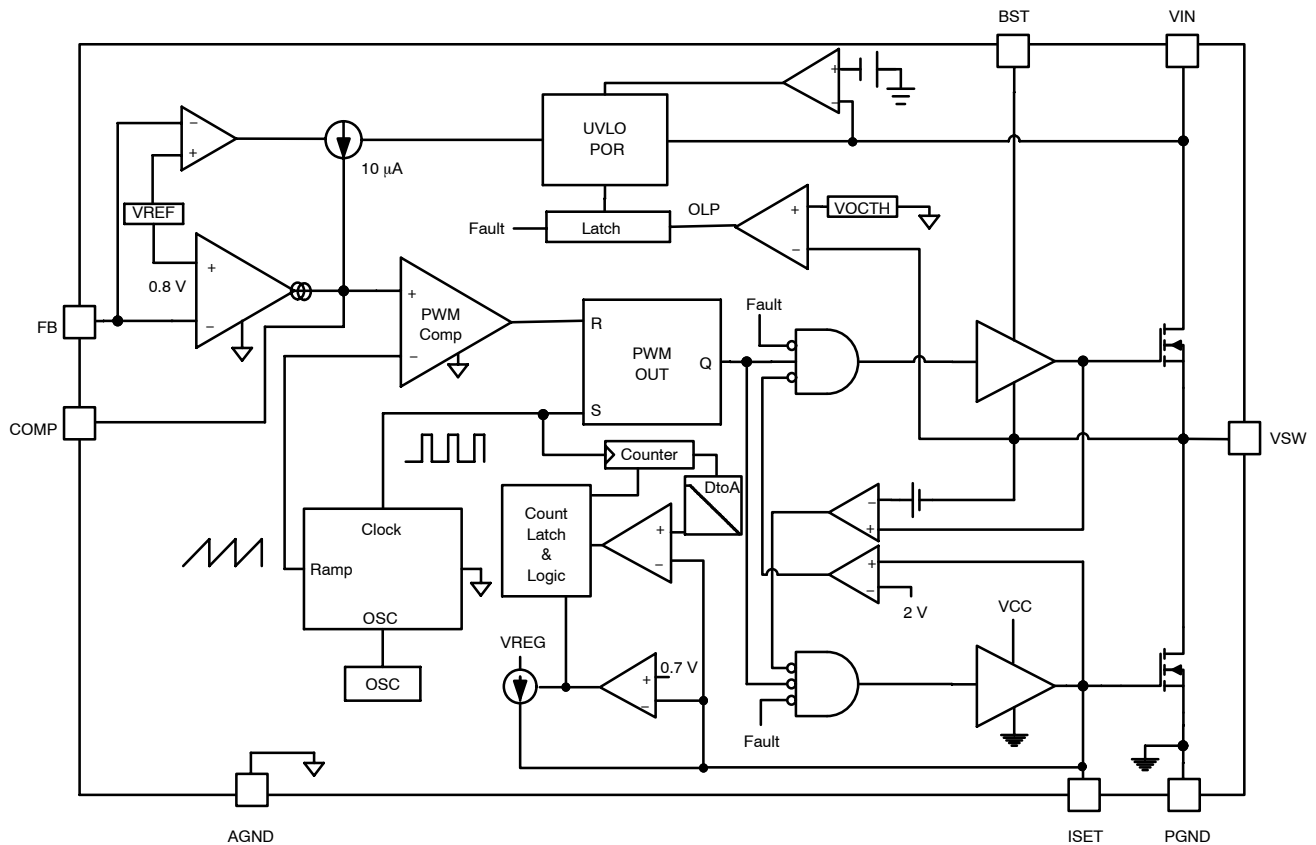 BST
VIN
UVLO
POR
10 μA
VREF
OLP
VOCTH
Fault
Latch
0.8 V
+
−
PWM
Comp
Fault
FB
R
PWM
OUT
Q
S
COMP
VSW
Counter
DtoA
Clock
Ramp
OSC
Count
Latch
&
Logic
2 V
VCC
VREG
0.7 V
OSC
Fault
AGND
ISET
PGND